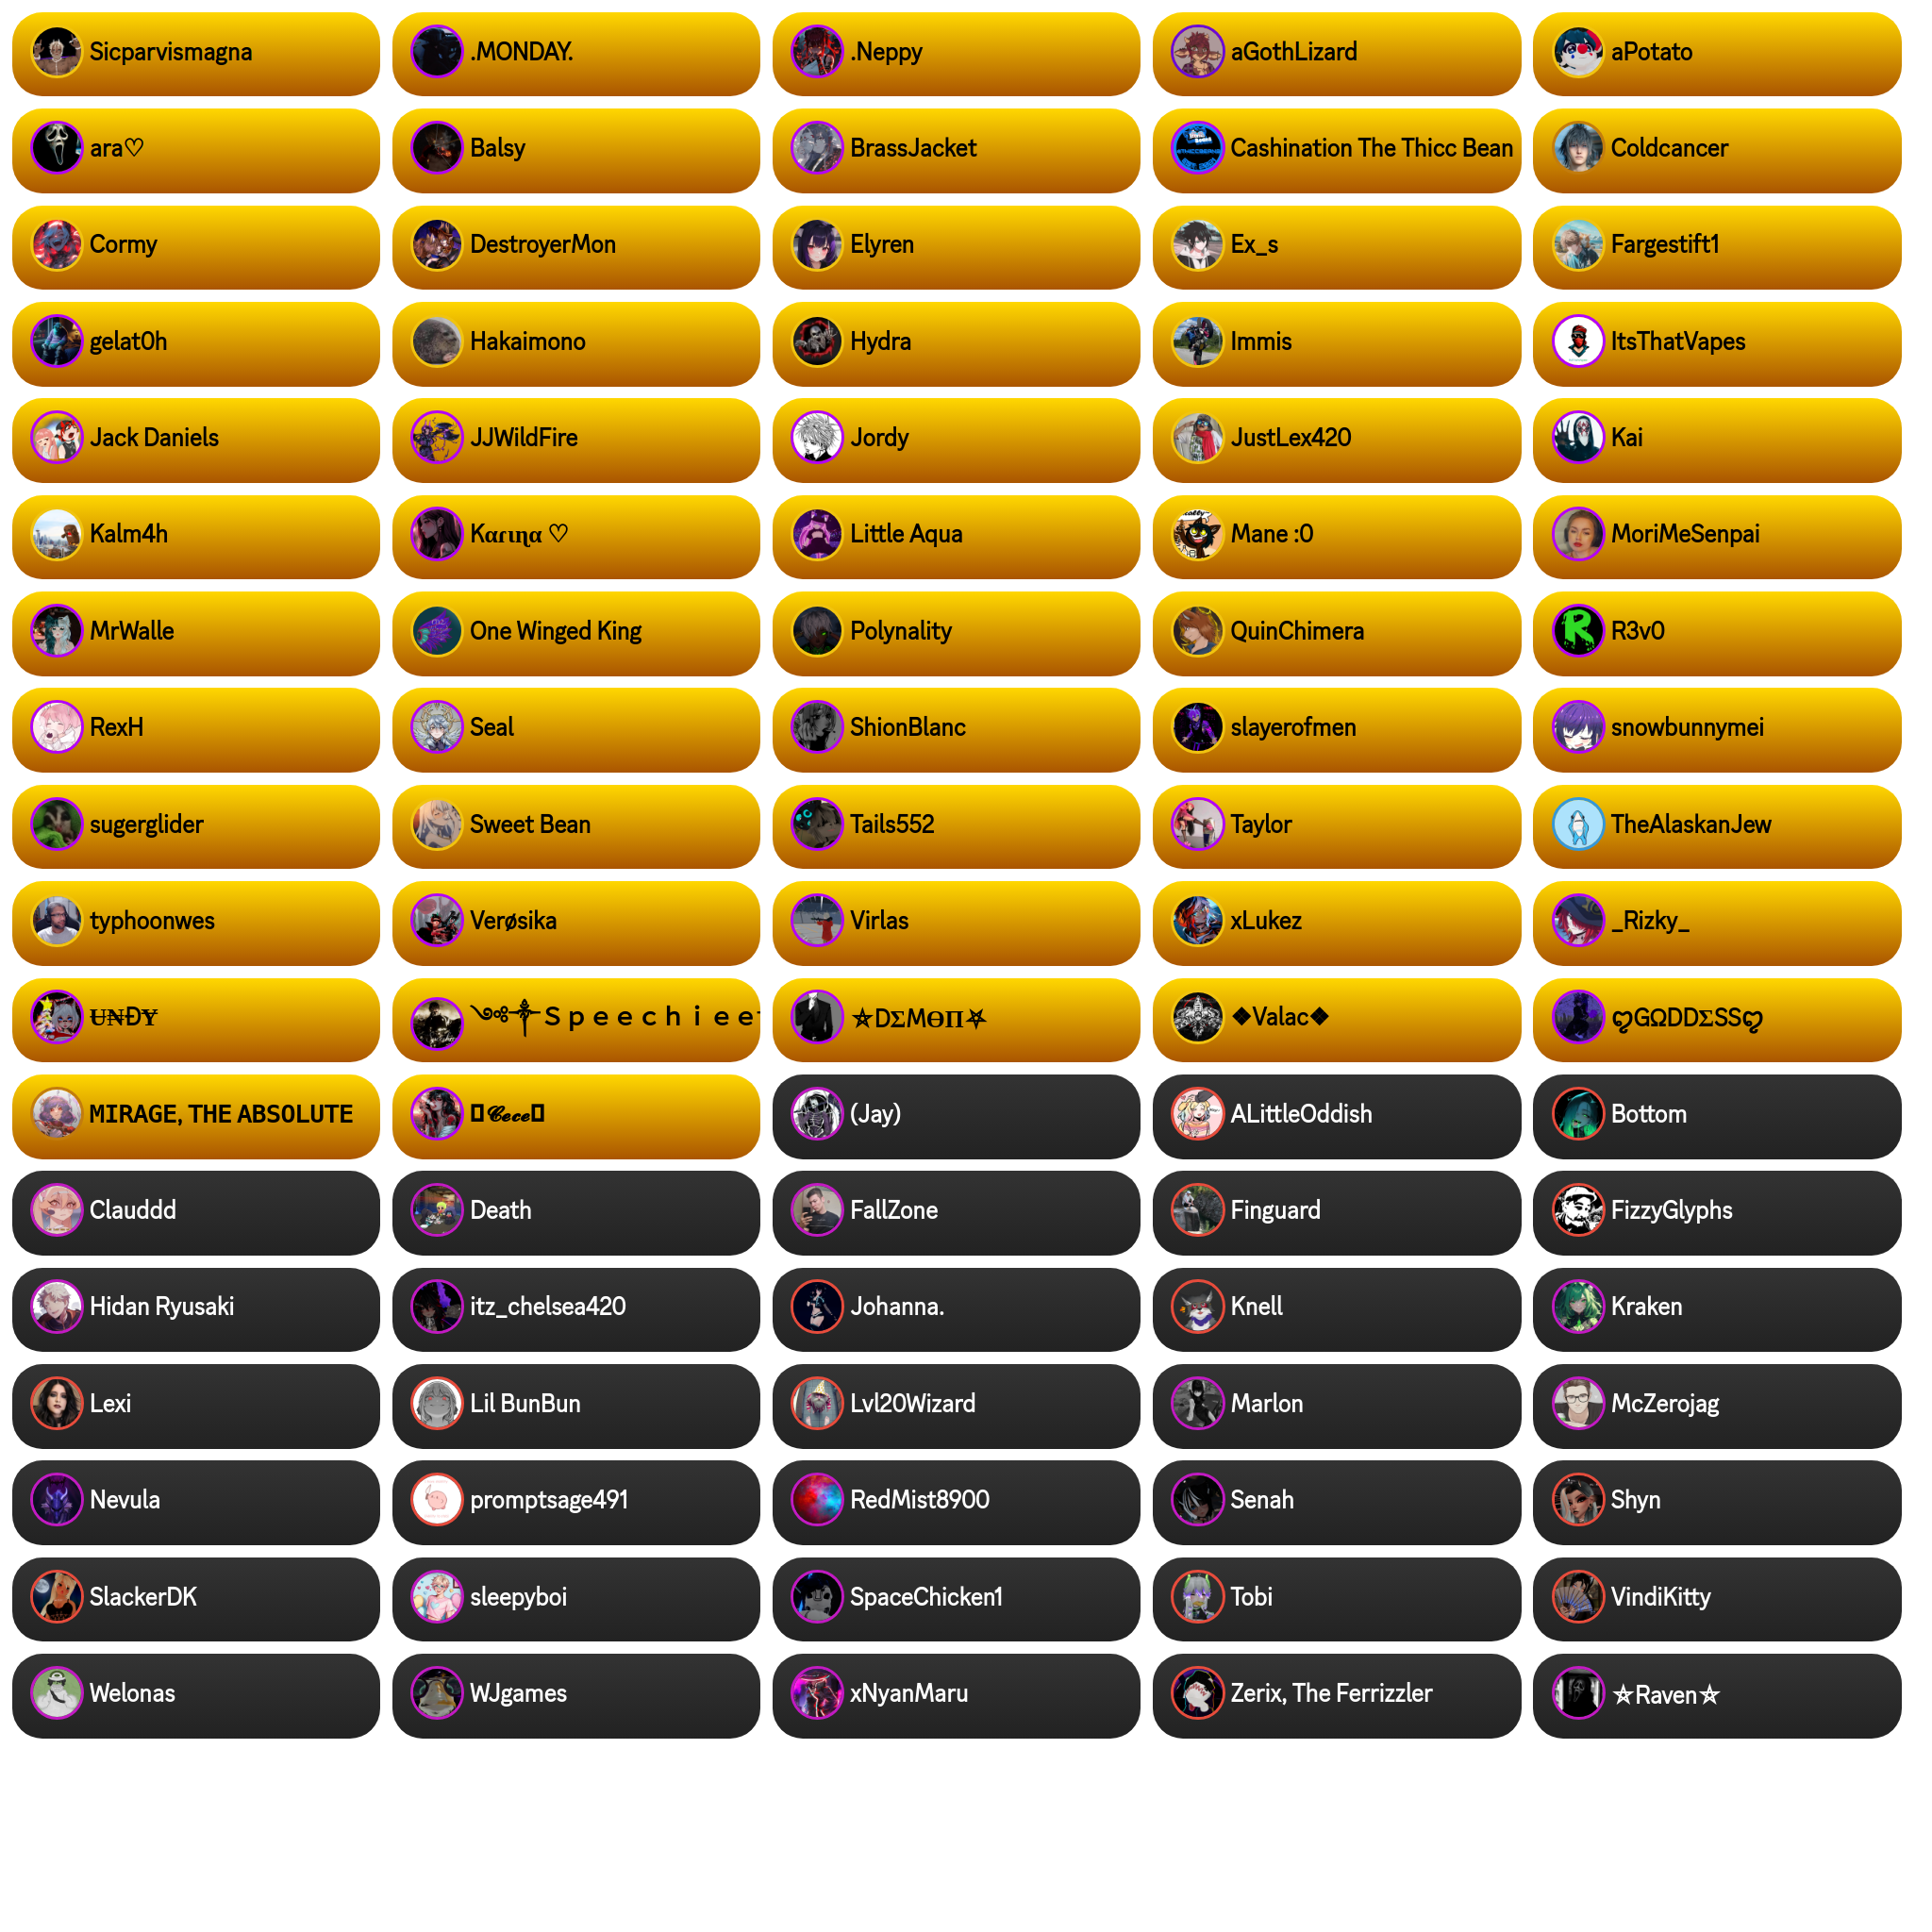 Sicparvismagna
.MONDAY.
.Neppy
aGothLizard
aPotato
ara♡
Balsy
BrassJacket
Cashination The Thicc Bean
Coldcancer
Cormy
DestroyerMon
Elyren
Ex_s
Fargestift1
gelat0h
Hakaimono
Hydra
Immis
ItsThatVapes
Jack Daniels
JJWildFire
Jordy
JustLex420
Kai
Kalm4h
Kαɾιɳα ♡
Little Aqua
Mane :0
MoriMeSenpai
MrWalle
One Winged King
Polynality
QuinChimera
R3v0
RexH
Seal
ShionBlanc
slayerofmen
snowbunnymei
sugerglider
Sweet Bean
Tails552
Taylor
TheAlaskanJew
typhoonwes
Verøsika
Virlas
xLukez
_Rizky_
U̶N̶ĐY̶
༺༒Ｓｐｅｅｃｈｉｅｅ
⛤DΣMӨП⛧
❖Valac❖
ღGΩDDΣSSღ
MIRAGE, THE ABSOLUTE
𝓒𝓮𝓬𝓮
(Jay)
ALittleOddish
Bottom
Clauddd
Death
FallZone
Finguard
FizzyGlyphs
Hidan Ryusaki
itz_chelsea420
Johanna.
Knell
Kraken
Lexi
Lil BunBun
Lvl20Wizard
Marlon
McZerojag
Nevula
promptsage491
RedMist8900
Senah
Shyn
SlackerDK
sleepyboi
SpaceChicken1
Tobi
VindiKitty
Welonas
WJgames
xNyanMaru
Zerix, The Ferrizzler
⛤Raven⛤